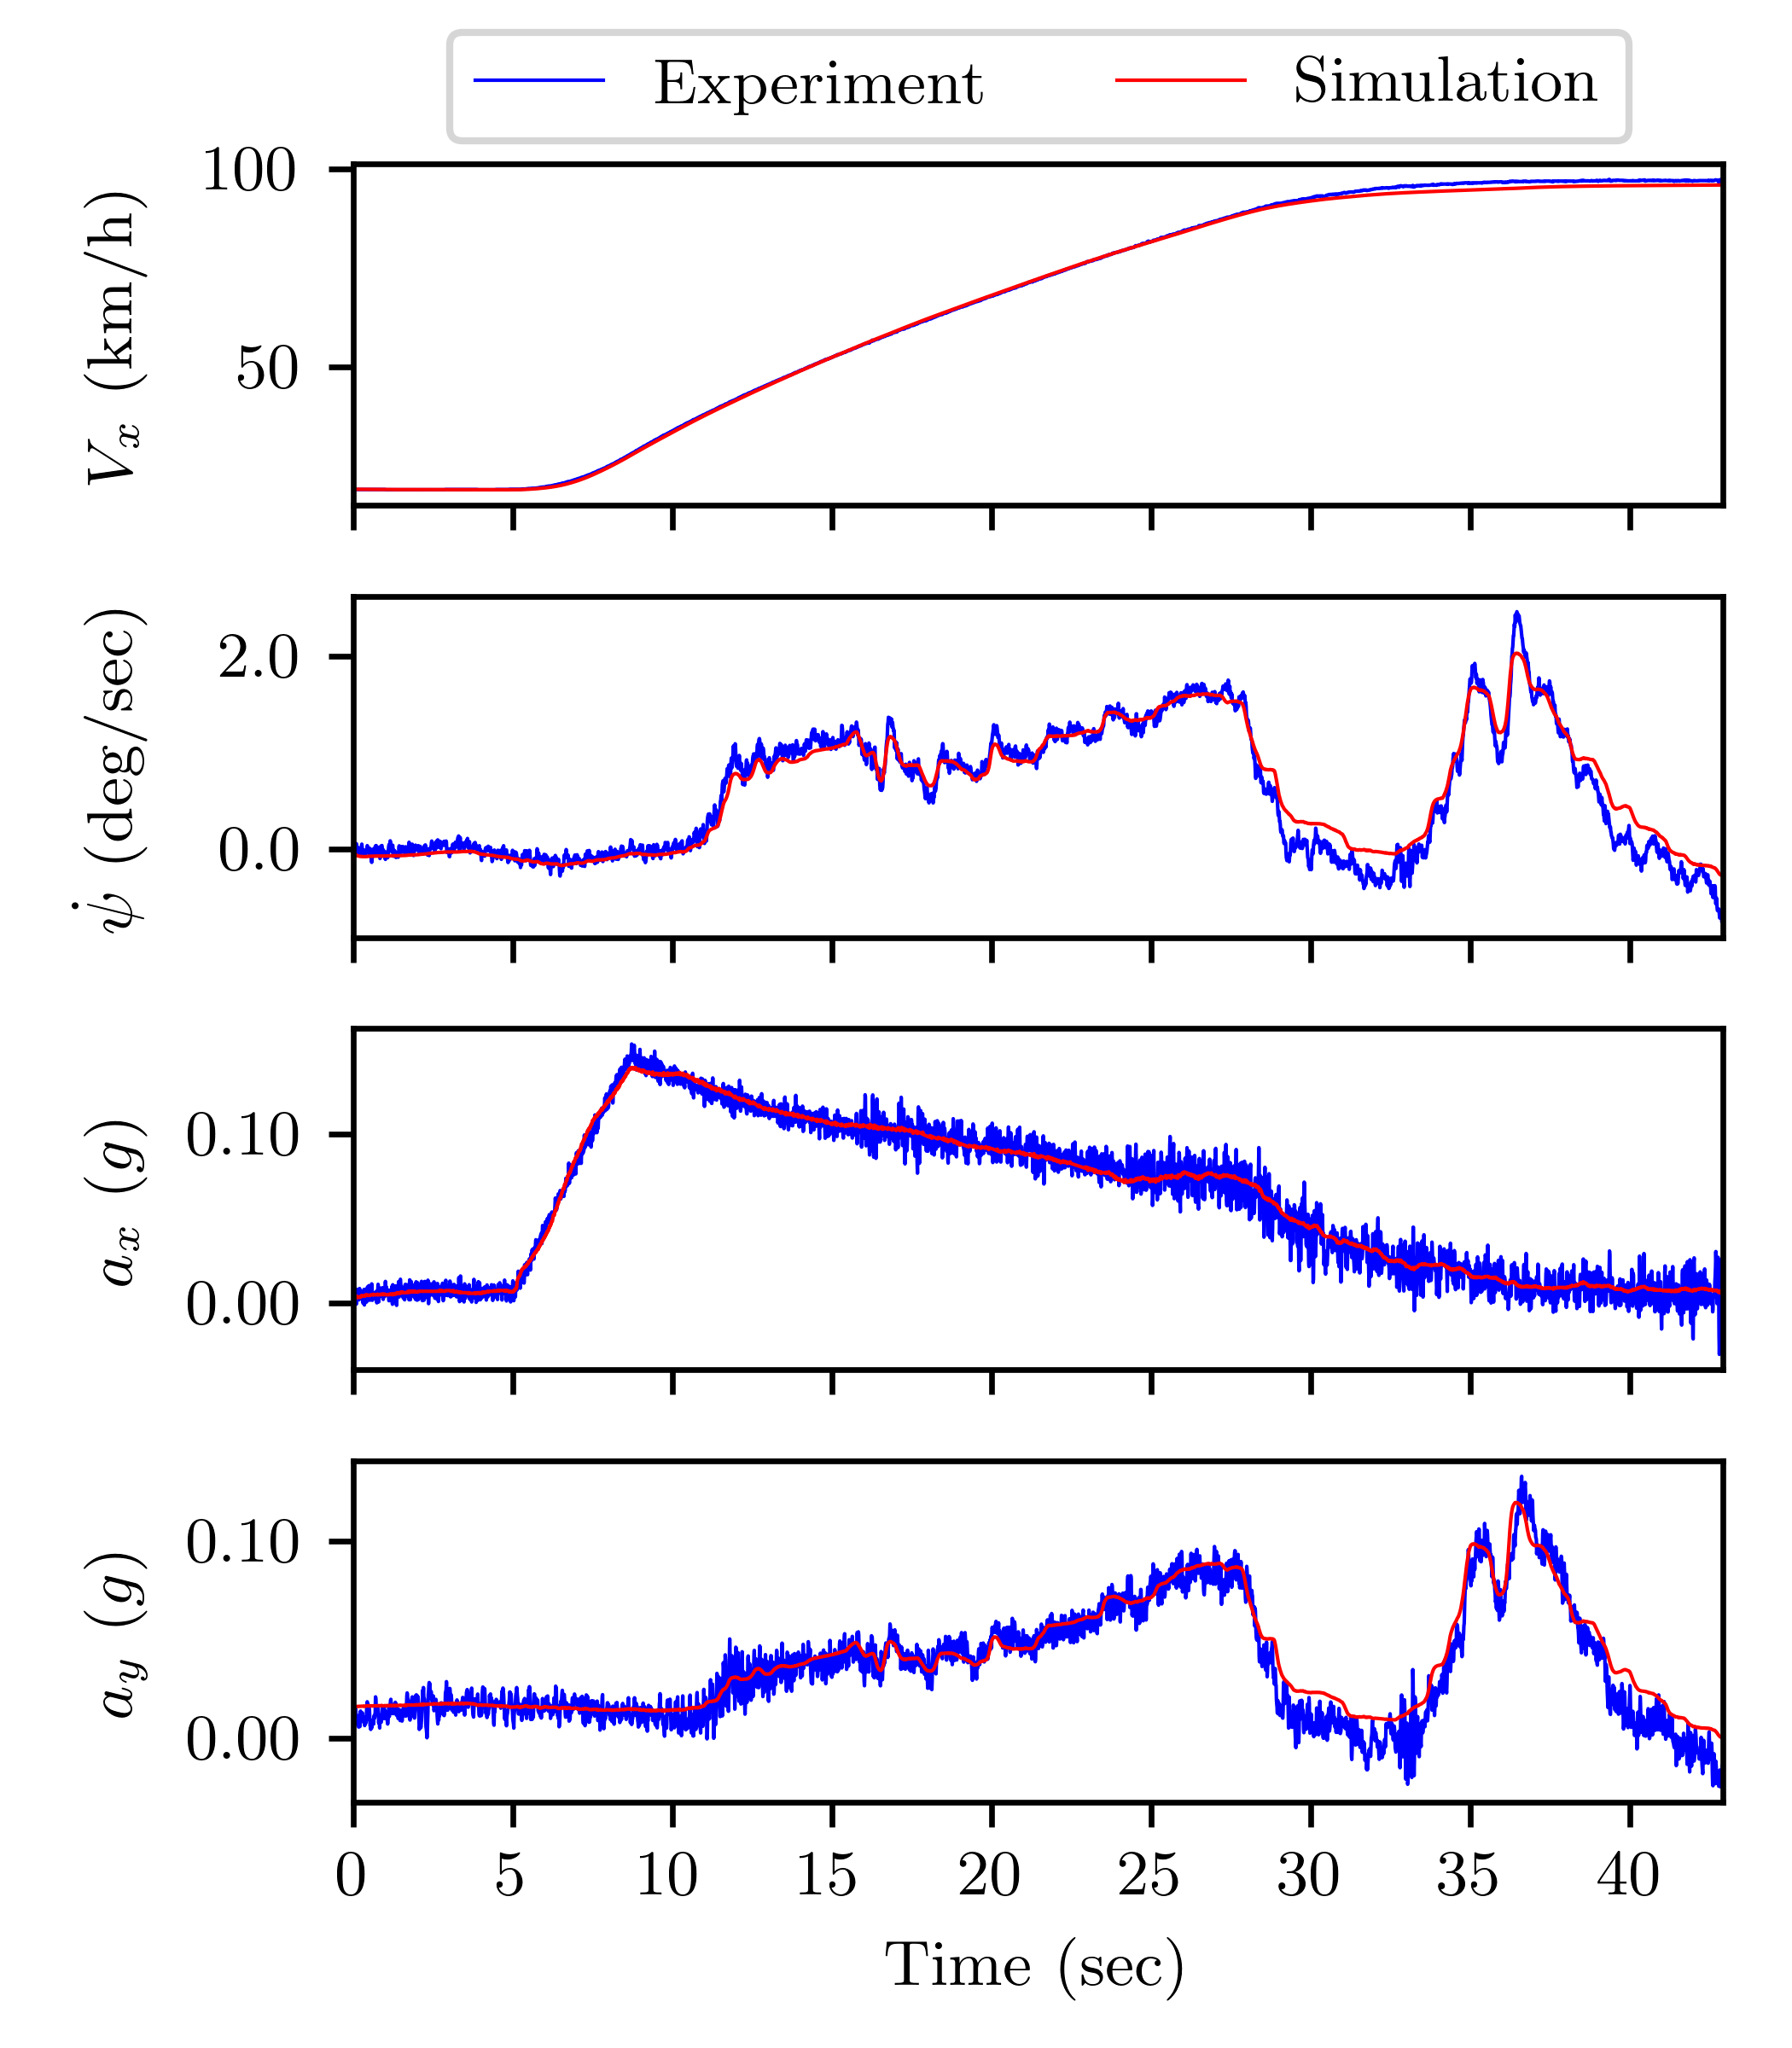 Experiment Simulation
100
50
V_x (km/h)
2.0
0.0
ψ̇ (deg/sec)
0.10
0.00
a_x (g)
0.10
0.00
a_y (g)
0 5 10 15 20 25 30 35 40
Time (sec)